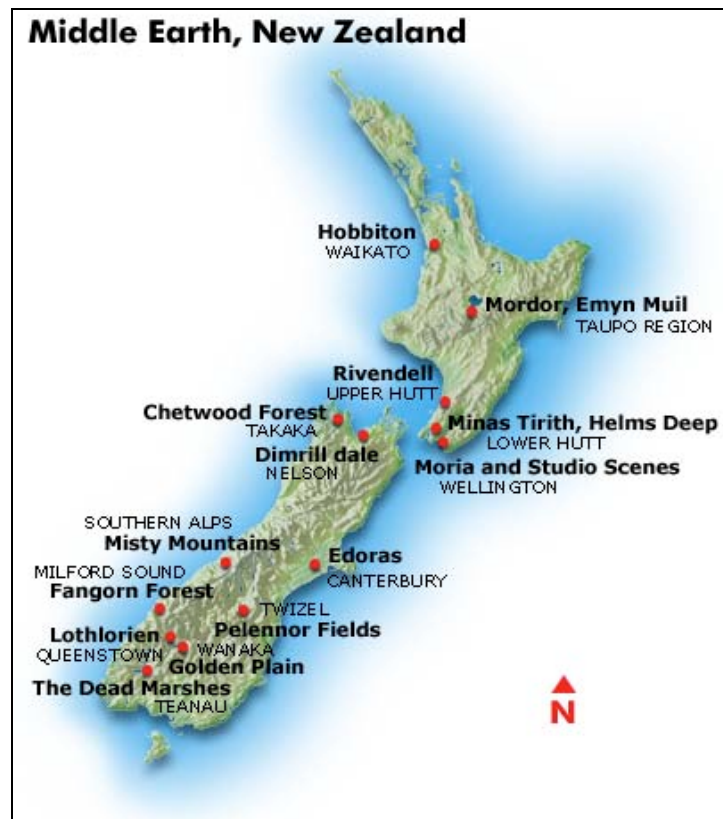 Middle Earth, New Zealand
Hobbiton
WAIKATO
Mordor, Emyn Muil
TAUPO REGION
Rivendell
UPPER HUTT
Chetwood Forest
TAKAKA
Minas Tirith, Helms Deep
LOWER HUTT
Dimrill dale
NELSON
Moria and Studio Scenes
WELLINGTON
SOUTHERN ALPS
Misty Mountains
Edoras
CANTERBURY
MILFORD SOUND
Fangorn Forest
TWIZEL
Pelennor Fields
Lothlorien
QUEENSTOWN
WANAKA
Golden Plain
The Dead Marshes
TEANAU
N